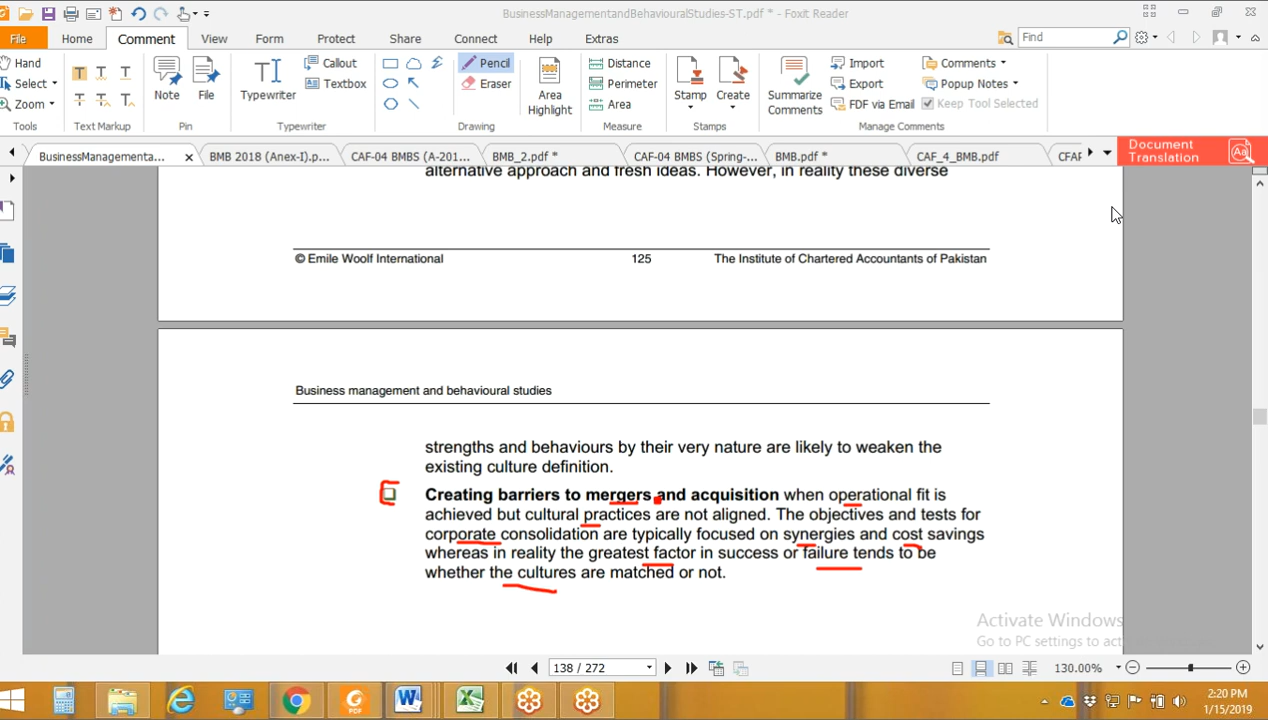 BusinessManagementandBehaviouralStudies-ST.pdf * - Foxit Reader
File Home Comment View Form Protect Share Connect Help Extras
Find
Hand
Select
Zoom
Tools
Text Markup
Note
File
Pin
Typewriter
Callout
Textbox
Typewriter
Pencil
Eraser
Drawing
Area Highlight
Distance
Perimeter
Area
Measure
Stamp
Create
Stamps
Summarize Comments
Import
Export
FDF via Email
Comments
Popup Notes
Keep Tool Selected
Manage Comments
BusinessManagementa... BMB 2018 (Anex-I).p... CAF-04 BMBS (A-201... BMB_2.pdf * CAF-04 BMBS (Spring-... BMB.pdf * CAF_4_BMB.pdf CFAF
Document Translation
alternative approach and fresh ideas. However, in reality these diverse
© Emile Woolf International 125 The Institute of Chartered Accountants of Pakistan
Business management and behavioural studies
strengths and behaviours by their very nature are likely to weaken the
existing culture definition.
Creating barriers to mergers and acquisition when operational fit is
achieved but cultural practices are not aligned. The objectives and tests for
corporate consolidation are typically focused on synergies and cost savings
whereas in reality the greatest factor in success or failure tends to be
whether the cultures are matched or not.
Activate Windows
Go to PC settings to act
138 / 272
130.00%
2:20 PM
1/15/2019